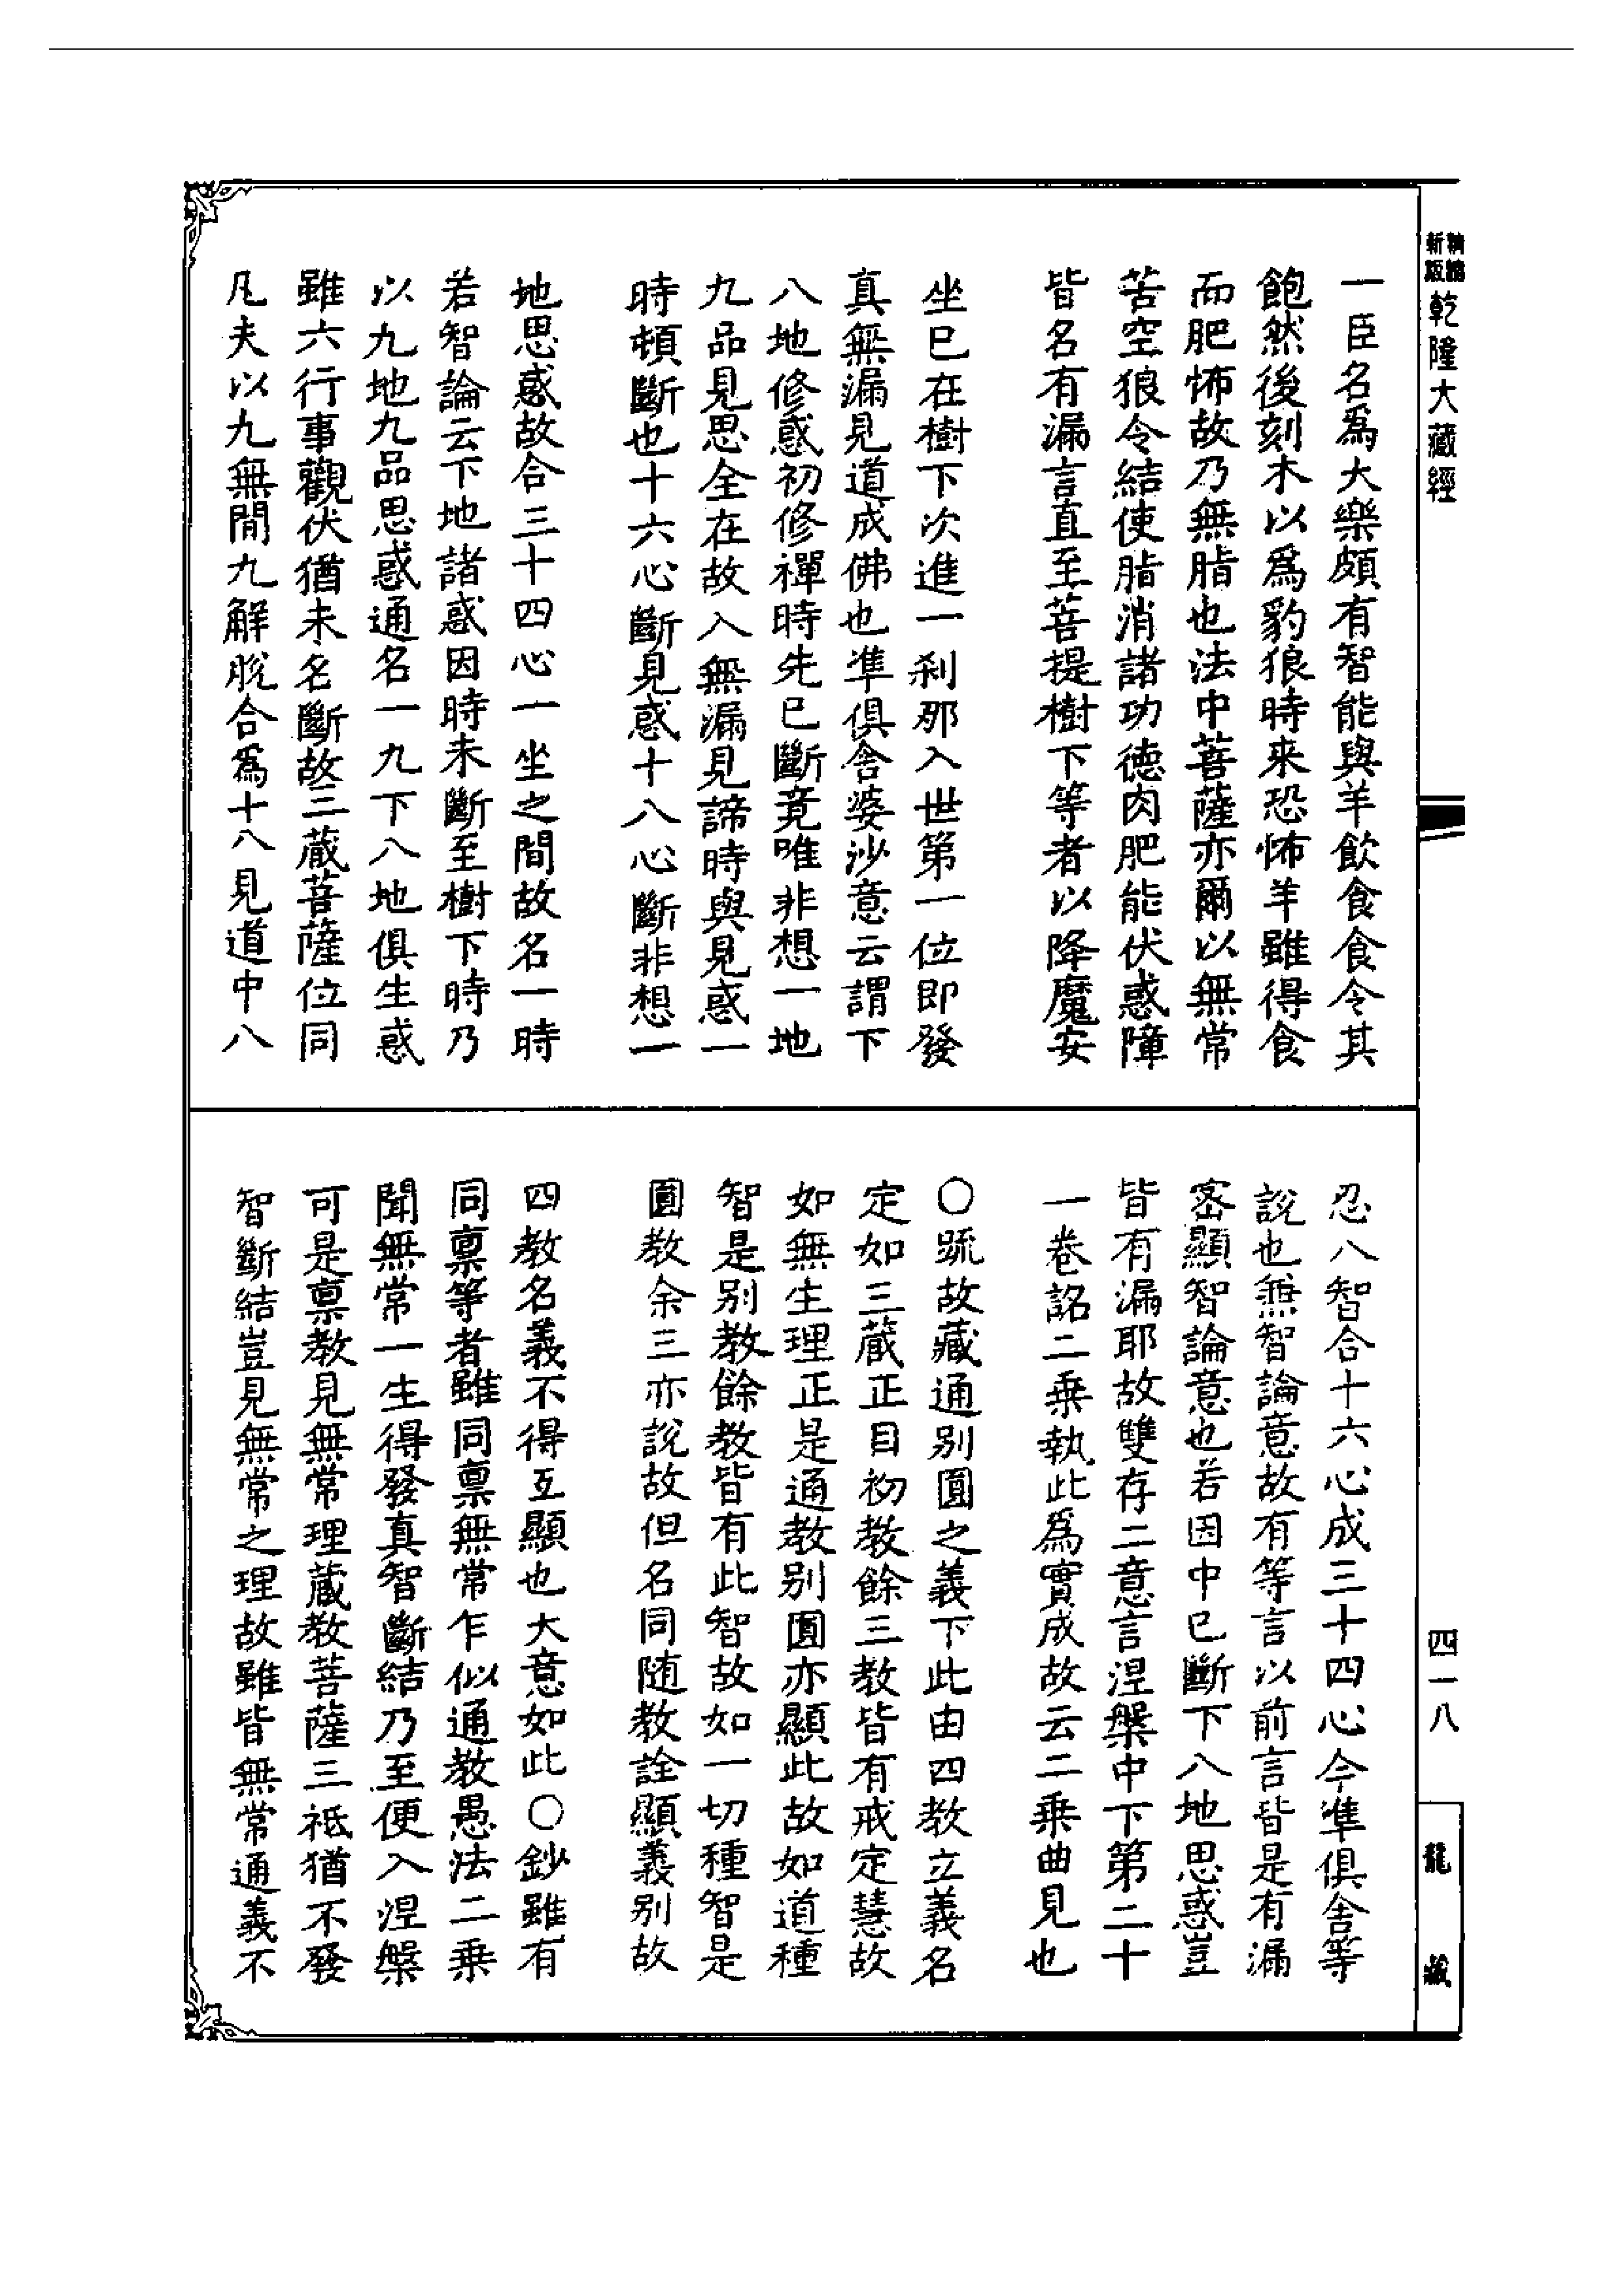 精縮
新版
乾隆大藏經
四一八
龍藏
一臣名爲大樂頗有智能與羊飲食食令其
飽然後刻木以爲豹狼時来恐怖羊雖得食
而肥怖故乃無脂也法中菩薩亦爾以無常
苦空狼令結使脂消諸功德肉肥能伏惑障
皆名有漏言直至菩提樹下等者以降魔安
坐巳在樹下次進一刹那入世第一位即發
真無漏見道成佛也準俱舍婆沙意云謂下
八地修惑初修禪時先已斷竟唯非想一地
九品見思全在故入無漏見諦時與見惑一
時頓斷也十六心斷見惑十八心斷非想一
地思惑故合三十四心一坐之間故名一時
若智論云下地諸惑因時未斷至樹下時乃
以九地九品思惑通名一九下八地俱生惑
雖六行事觀伏猶未名斷故三蔵菩薩位同
凡夫以九無間九解脫合爲十八見道中八
忍八智合十六心成三十四心今準俱舍等
說也無智論意故有等言以前言皆是有漏
密顯智論意也若因中已斷下八地思惑豈
皆有漏耶故雙存二意言涅槃中下第二十
一卷詺二乘執此爲實成故云二乘曲見也
〇疏故藏通别圓之義下此由四教立義名
定如三蔵正目初教餘三教皆有戒定慧故
如無生理正是通教别圓亦顯此故如道種
智是别教餘教皆有此智故如一切種智是
圓教余三亦說故但名同随教詮顯義别故
四教名義不得互顯也大意如此〇鈔雖有
同禀等者雖同禀無常乍似通教愚法二乘
聞無常一生得發真智斷結乃至便入涅槃
可是禀教見無常理蔵教菩薩三祇猶不發
智斷結豈見無常之理故雖皆無常通義不